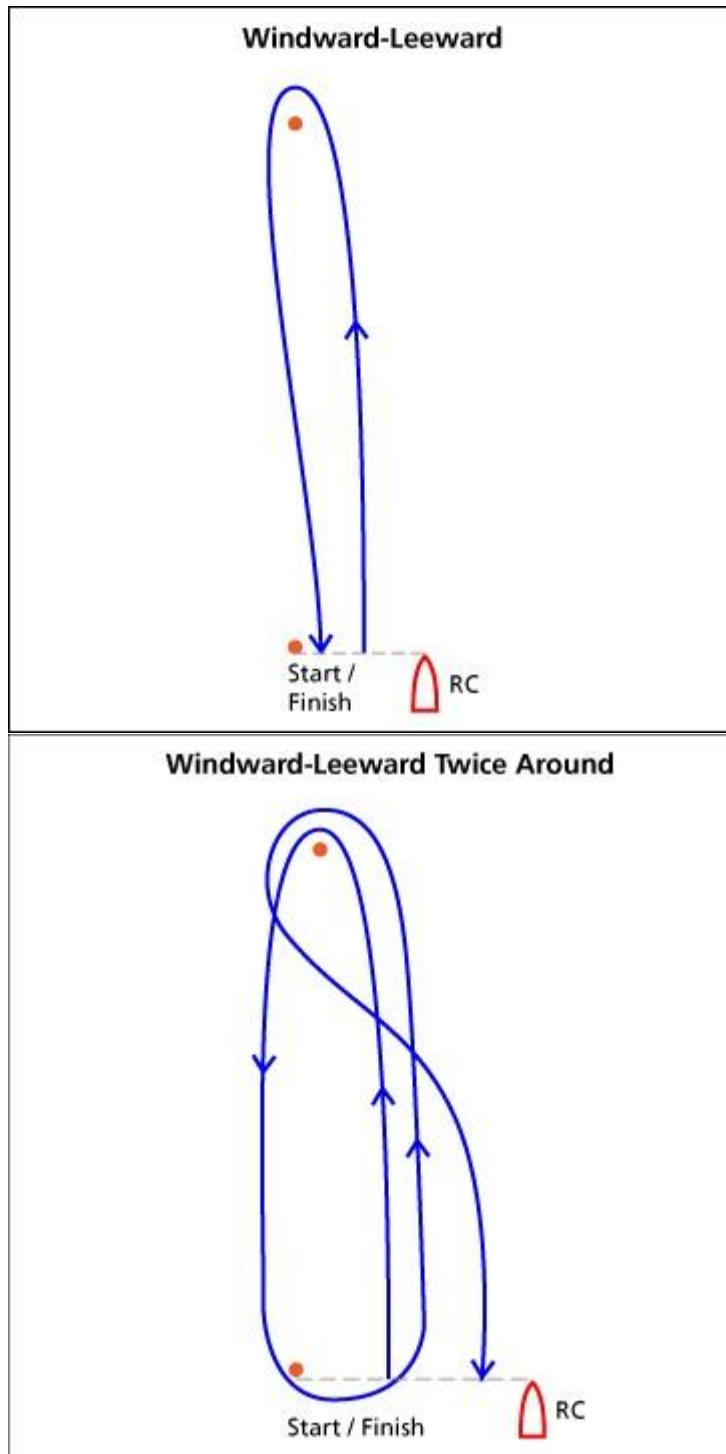 Windward-Leeward
Start /
Finish
RC
Windward-Leeward Twice Around
Start / Finish
RC